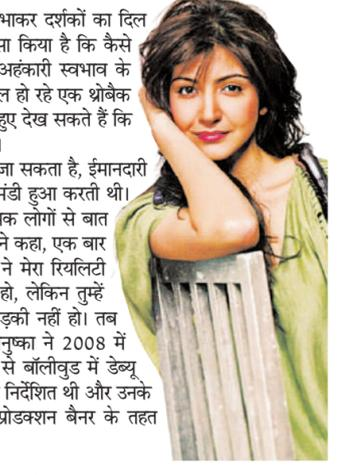 भाकर दर्शकों का दिल
सा किया है कि कैसे
अहंकारी स्वभाव के
ल हो रहे एक थ्रोबैक
हुए देख सकते हैं कि
।
जा सकता है, ईमानदारी
मंडी हुआ करती थी।
क लोगों से बात
ने कहा, एक बार
ने मेरा रियलिटी
हो, लेकिन तुम्हें
ड़की नहीं हो। तब
नुष्का ने 2008 में
से बॉलीवुड में डेब्यू
निर्देशित थी और उनके
प्रोडक्शन बैनर के तहत